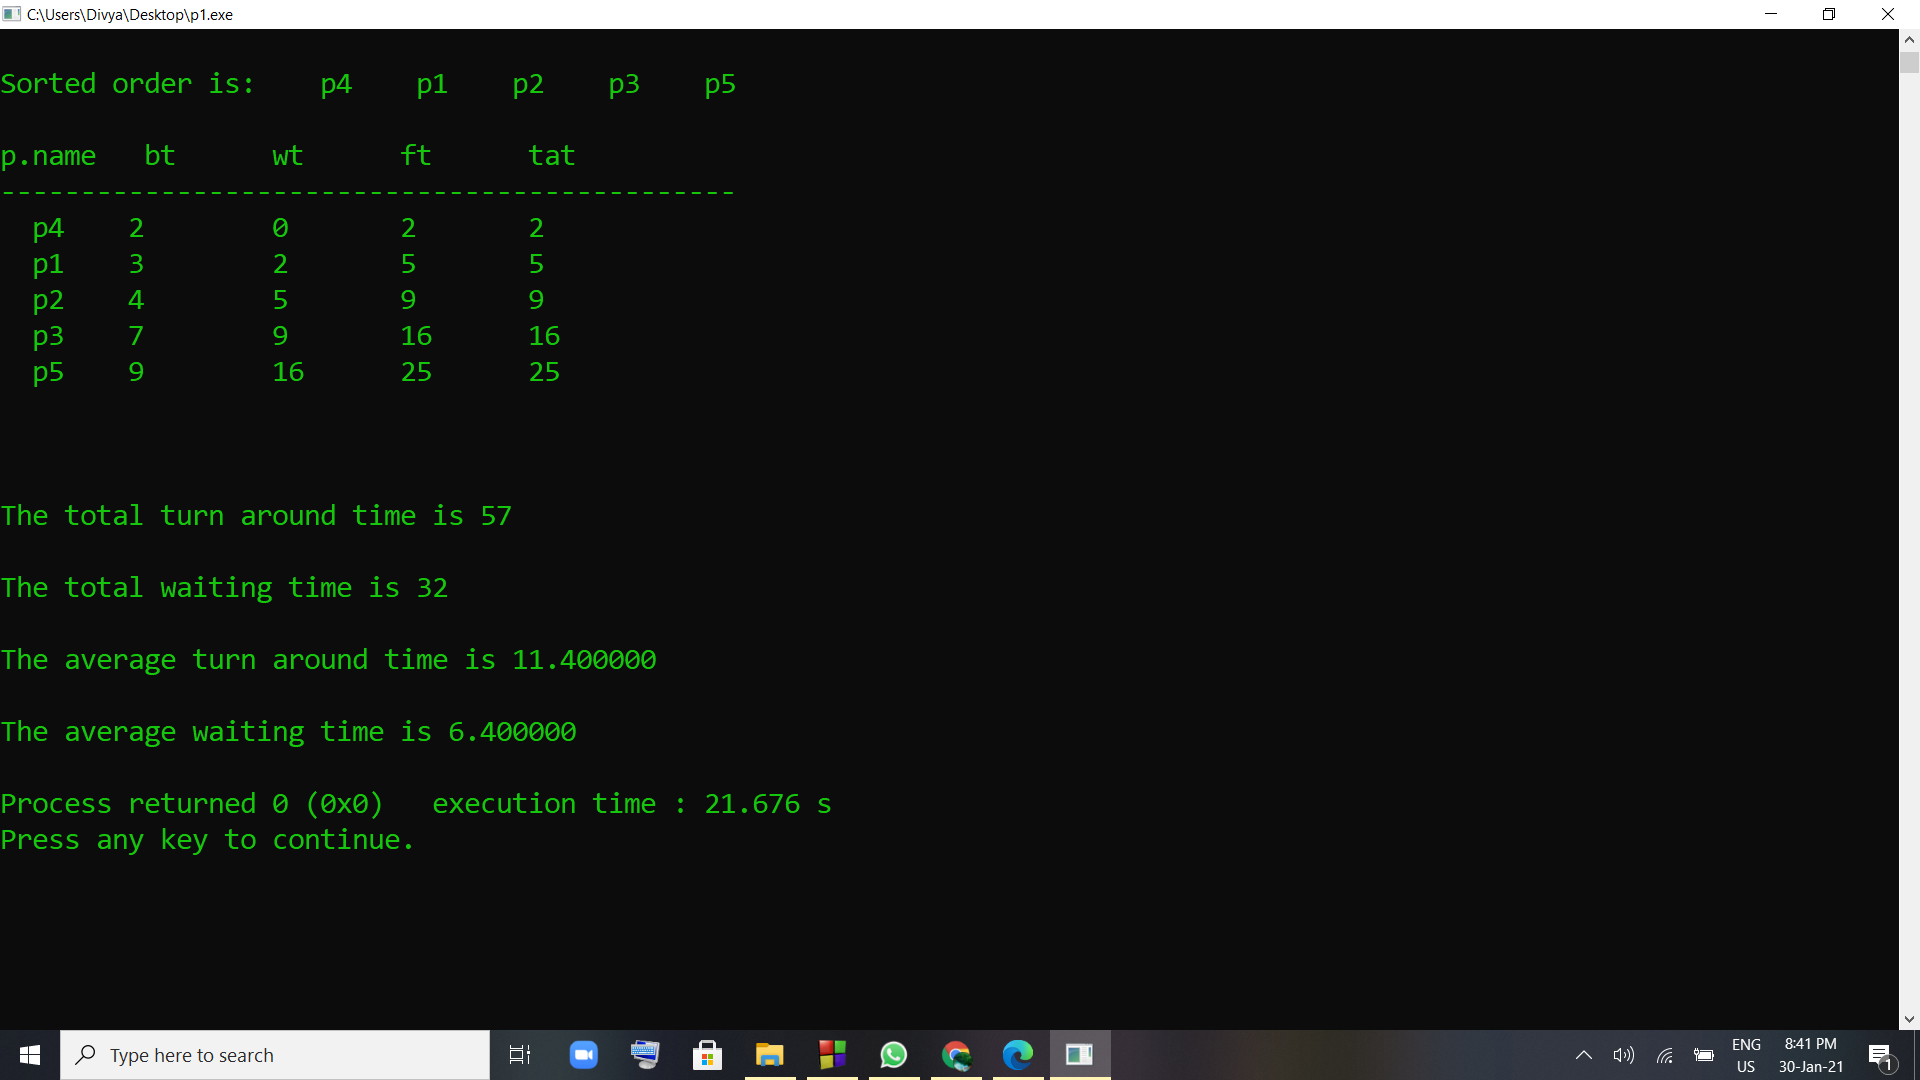 C:\Users\Divya\Desktop\p1.exe
Sorted order is:    p4    p1    p2    p3    p5
p.name   bt      wt      ft      tat
----------------------------------------------
p4    2        0       2       2
p1    3        2       5       5
p2    4        5       9       9
p3    7        9       16      16
p5    9        16      25      25
The total turn around time is 57
The total waiting time is 32
The average turn around time is 11.400000
The average waiting time is 6.400000
Process returned 0 (0x0)   execution time : 21.676 s
Press any key to continue.
Type here to search
ENG
US
8:41 PM
30-Jan-21
1